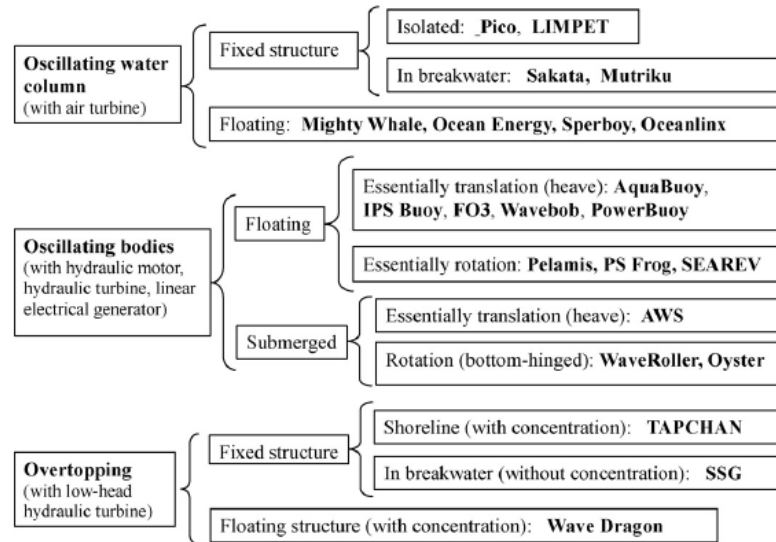 Oscillating water
column
(with air turbine)
Fixed structure
Isolated: _Pico, LIMPET
In breakwater: Sakata, Mutriku
Floating: Mighty Whale, Ocean Energy, Sperboy, Oceanlinx
Oscillating bodies
(with hydraulic motor,
hydraulic turbine, linear
electrical generator)
Floating
Essentially translation (heave): AquaBuoy,
IPS Buoy, FO3, Wavebob, PowerBuoy
Essentially rotation: Pelamis, PS Frog, SEAREV
Submerged
Essentially translation (heave): AWS
Rotation (bottom-hinged): WaveRoller, Oyster
Overtopping
(with low-head
hydraulic turbine)
Fixed structure
Shoreline (with concentration): TAPCHAN
In breakwater (without concentration): SSG
Floating structure (with concentration): Wave Dragon